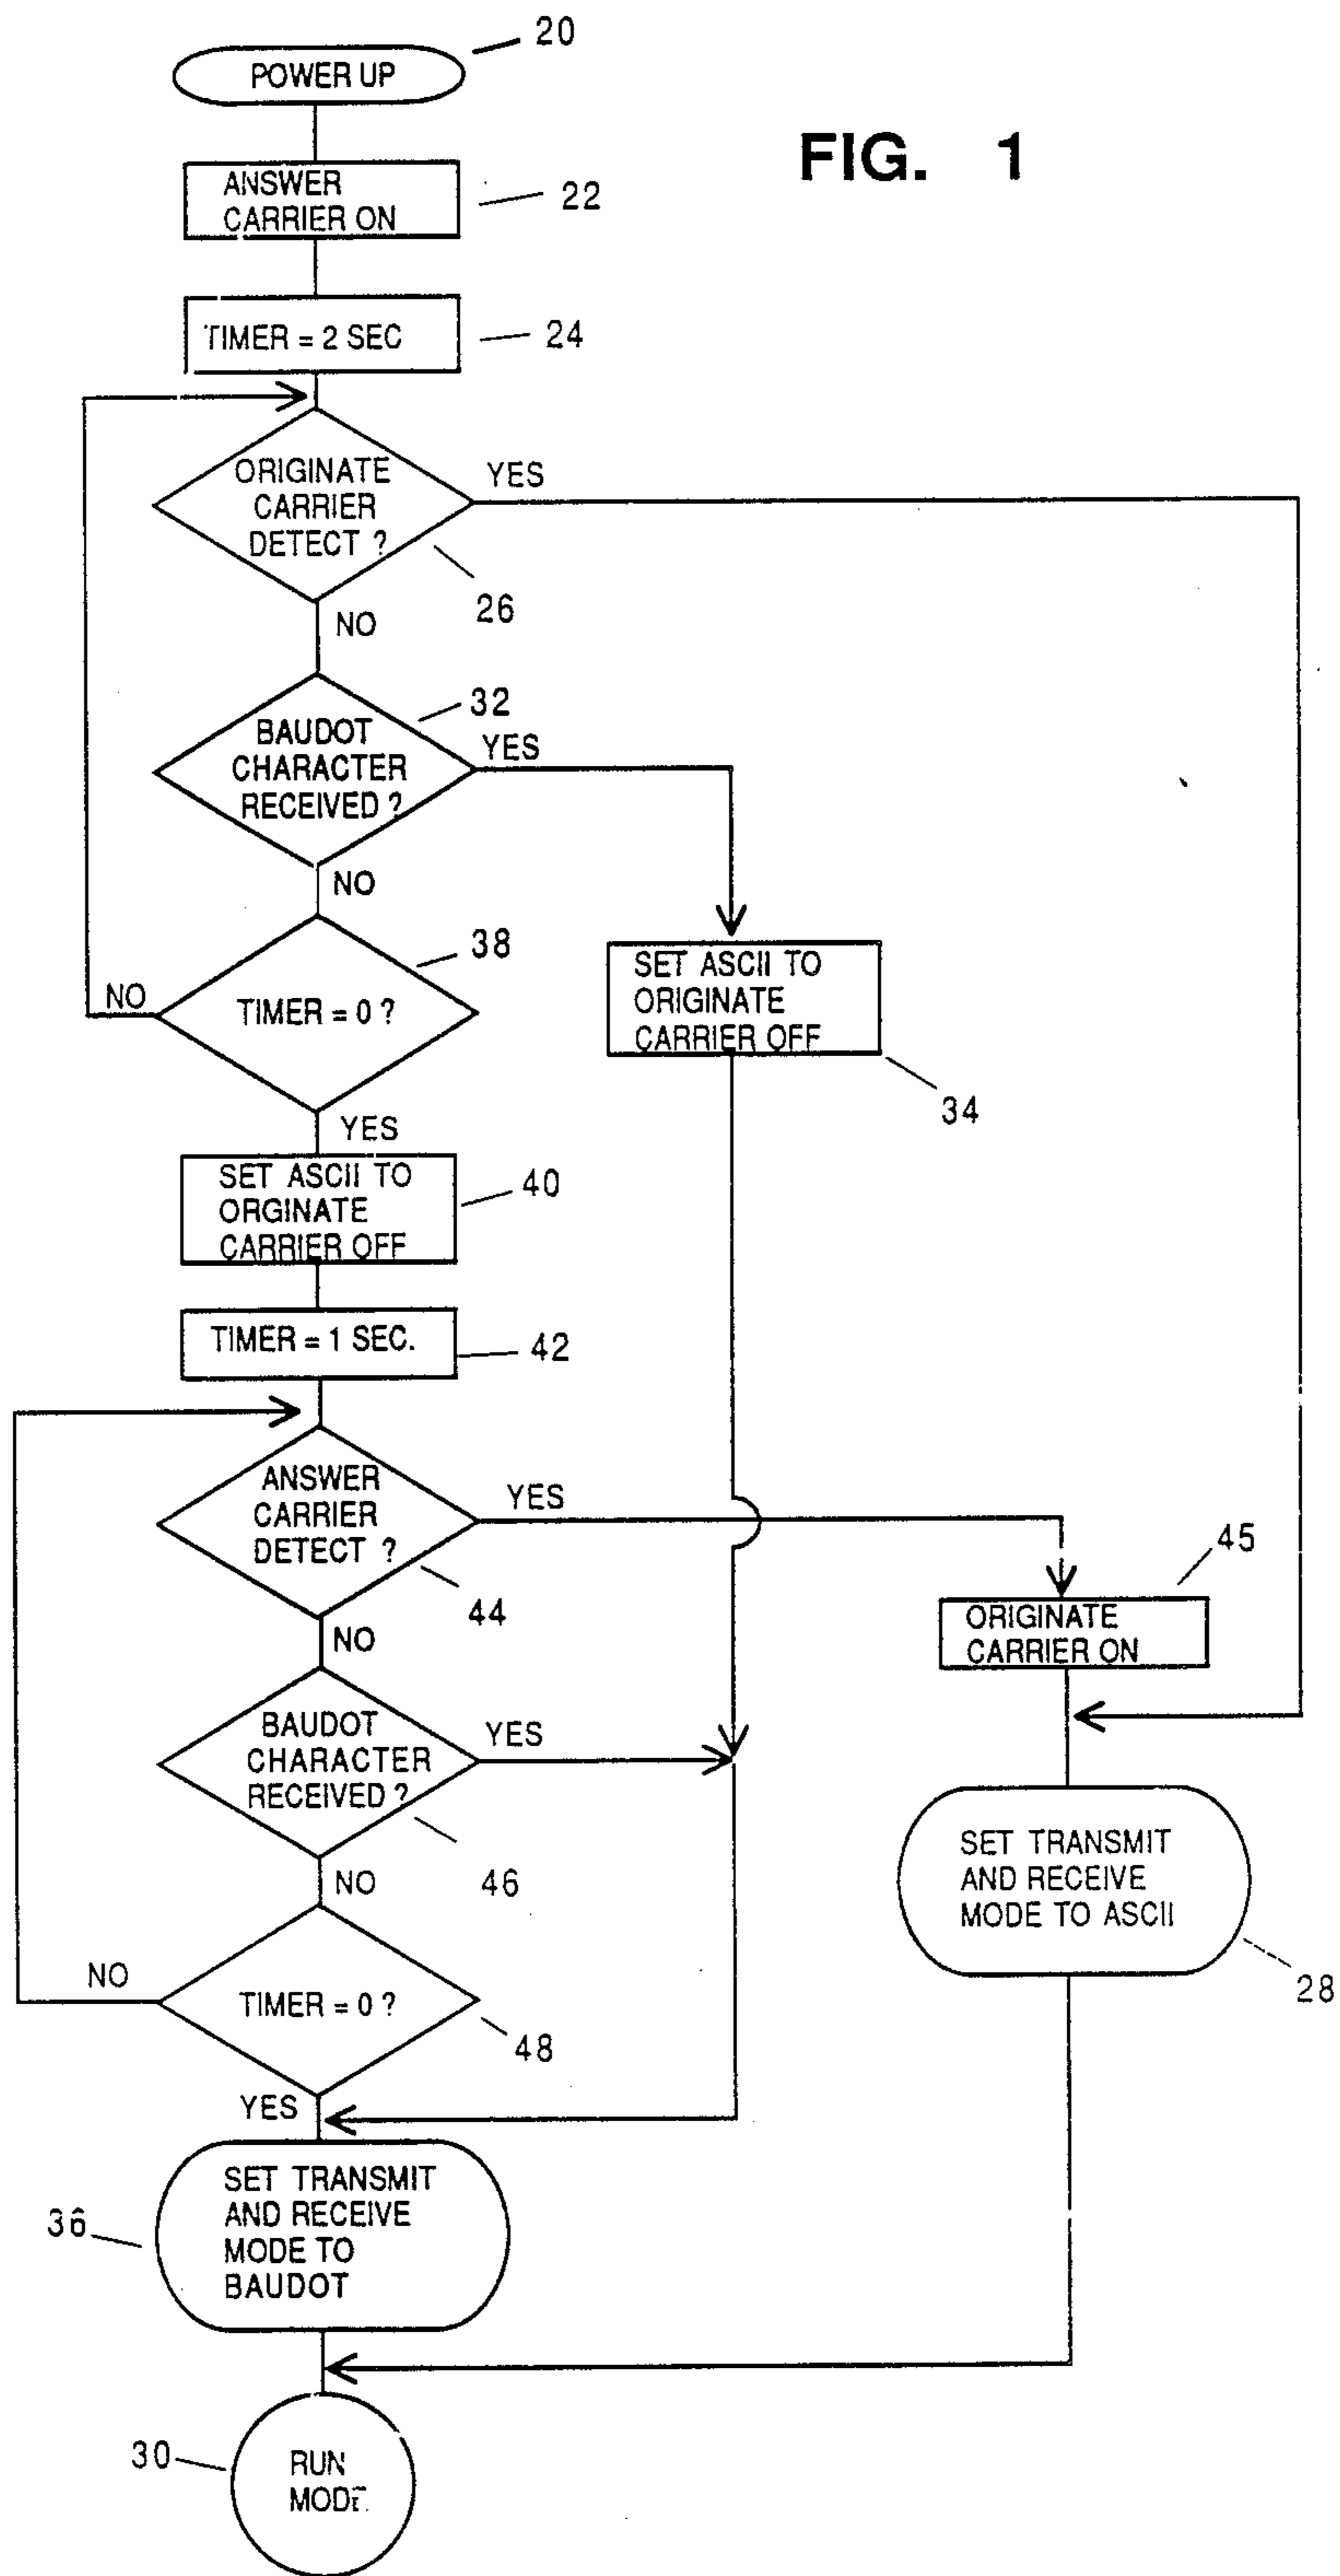 20
POWER UP
FIG. 1
ANSWER
CARRIER ON
22
TIMER = 2 SEC
24
ORIGINATE
CARRIER
DETECT ?
YES
26
NO
32
BAUDOT
CHARACTER
RECEIVED ?
YES
NO
38
TIMER = 0 ?
NO
YES
SET ASCII TO
ORIGINATE
CARRIER OFF
34
SET ASCII TO
ORGINATE
CARRIER OFF
40
TIMER = 1 SEC.
42
ANSWER
CARRIER
DETECT ?
YES
44
NO
45
ORIGINATE
CARRIER ON
BAUDOT
CHARACTER
RECEIVED ?
YES
46
NO
SET TRANSMIT
AND RECEIVE
MODE TO ASCII
28
TIMER = 0 ?
NO
48
YES
SET TRANSMIT
AND RECEIVE
MODE TO
BAUDOT
36
30
RUN
MODE